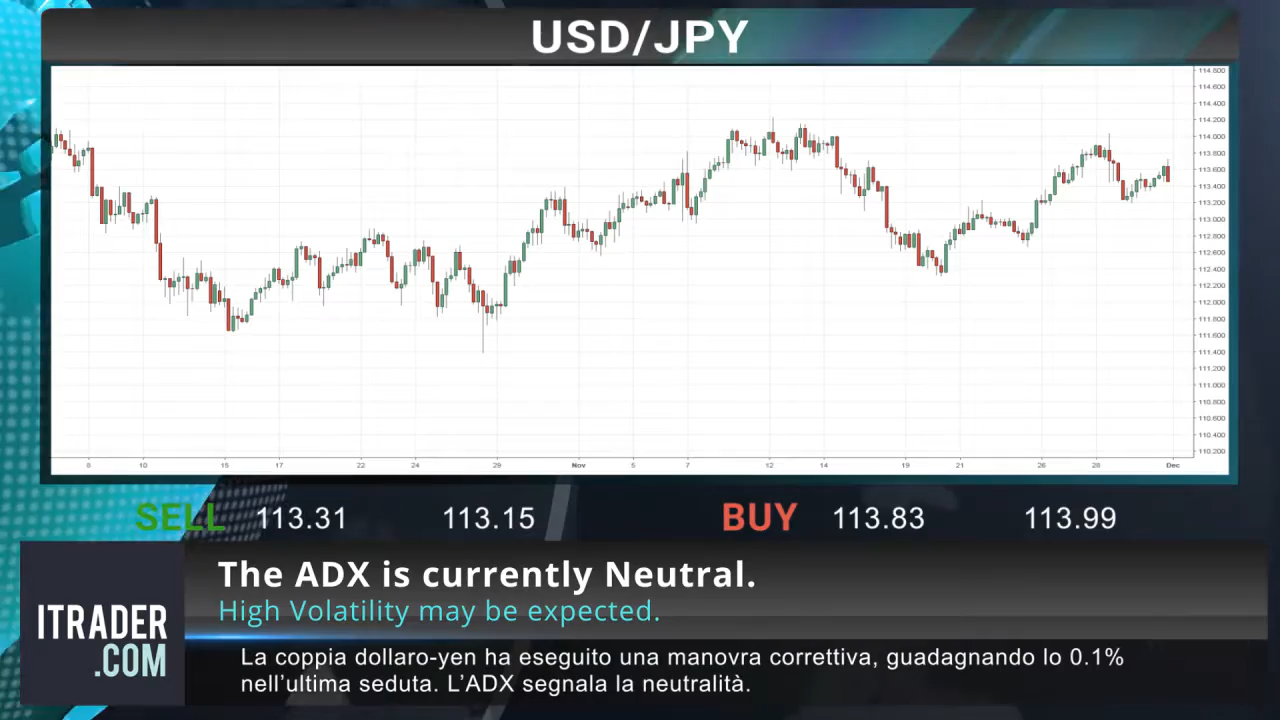 USD/JPY
114.800
114.600
114.400
114.200
114.000
113.800
113.600
113.400
113.200
113.000
112.800
112.600
112.400
112.200
112.000
111.800
111.600
111.400
111.200
111.000
110.800
110.600
110.400
110.200
8 10 15 17 22 24 29 Nov 5 7 12 14 19 21 26 28 Dec
SELL 113.31 113.15 BUY 113.83 113.99
The ADX is currently Neutral.
High Volatility may be expected.
ITRADER
.COM
La coppia dollaro-yen ha eseguito una manovra correttiva, guadagnando lo 0.1%
nell'ultima seduta. L'ADX segnala la neutralità.